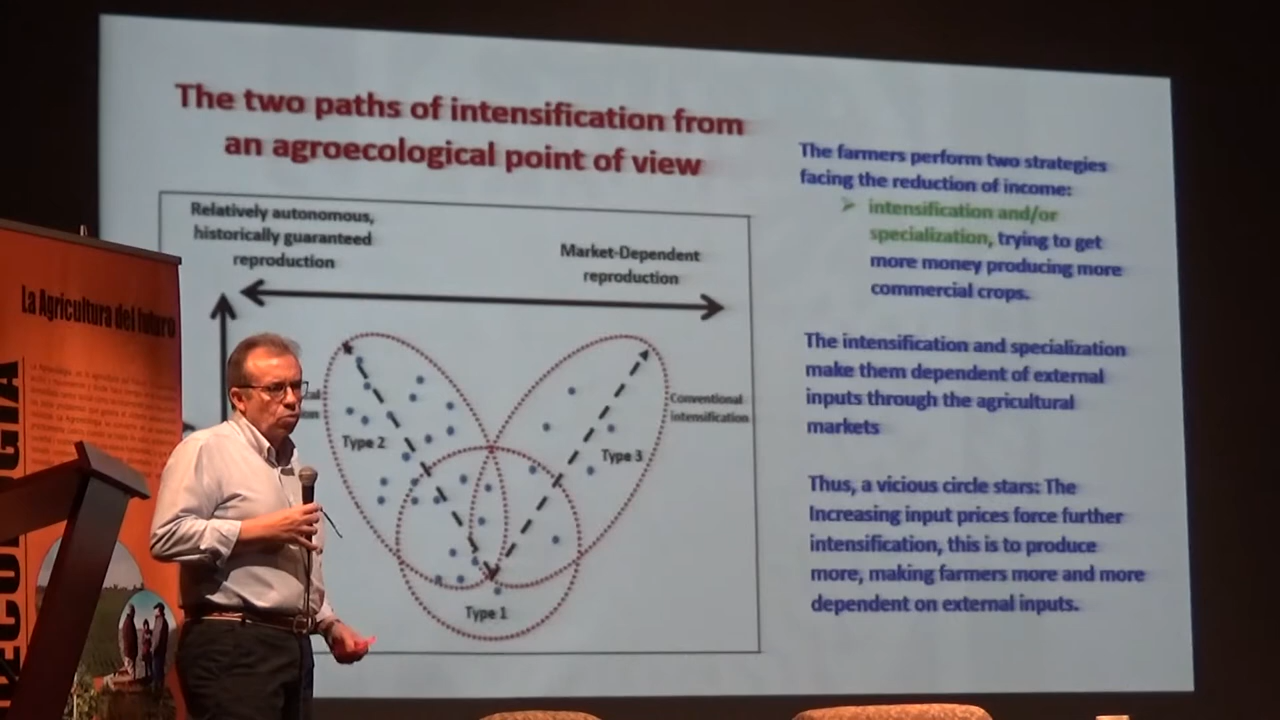 The two paths of intensification from
an agroecological point of view
Relatively autonomous,
historically guaranteed
reproduction
Market-Dependent
reproduction
Conventional
intensification
Type 2
Type 3
Type 1
The farmers perform two strategies
facing the reduction of income:
intensification and/or
specialization, trying to get
more money producing more
commercial crops.
The intensification and specialization
make them dependent of external
inputs through the agricultural
markets
Thus, a vicious circle stars: The
Increasing input prices force further
intensification, this is to produce
more, making farmers more and more
dependent on external inputs.
La Agricultura del futuro